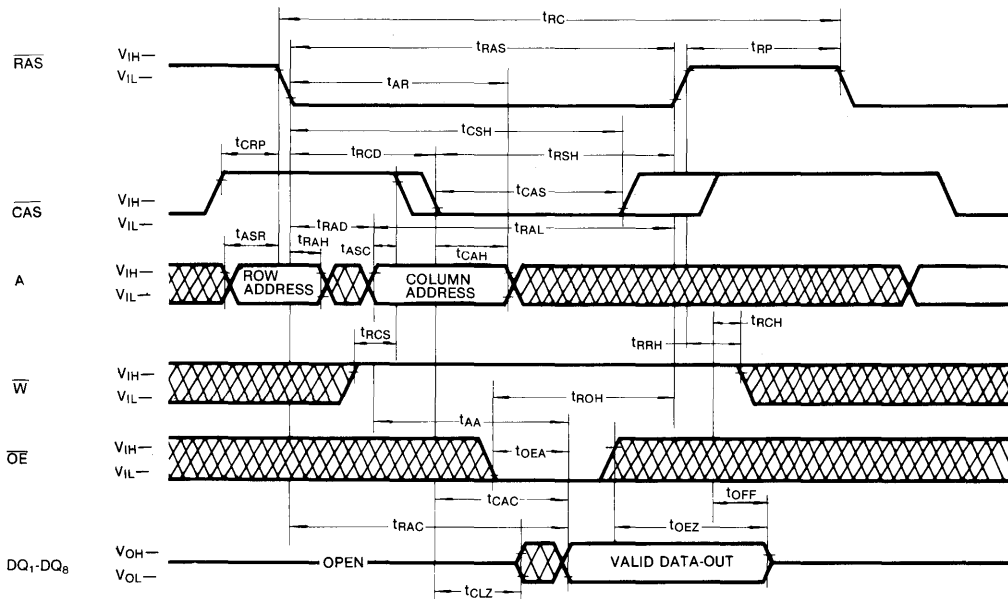 tRC
RAS
VIH—
VIL—
tRAS
tRP
tAR
tCSH
tCRP
tRCD
tRSH
CAS
VIH—
VIL—
tCAS
tRAD
tRAL
tASR
tRAH
tASC
tCAH
A
VIH—
VIL—
ROW
ADDRESS
COLUMN
ADDRESS
tRCS
tRCH
tRRH
W
VIH—
VIL—
tROH
tAA
OE
VIH—
VIL—
tOEA
tCAC
tOFF
tRAC
tOEZ
DQ1-DQ8
VOH—
VOL—
OPEN
VALID DATA-OUT
tCLZ